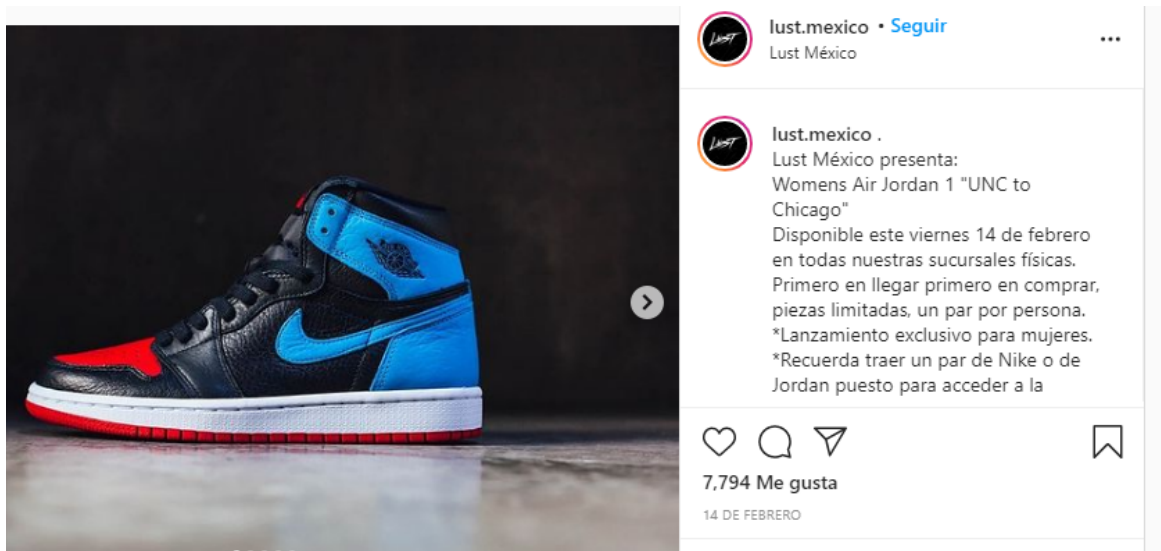 LUST
lust.mexico • Seguir
Lust México
...
LUST
lust.mexico .
Lust México presenta:
Womens Air Jordan 1 "UNC to
Chicago"
Disponible este viernes 14 de febrero
en todas nuestras sucursales físicas.
Primero en llegar primero en comprar,
piezas limitadas, un par por persona.
*Lanzamiento exclusivo para mujeres.
*Recuerda traer un par de Nike o de
Jordan puesto para acceder a la
7,794 Me gusta
14 DE FEBRERO